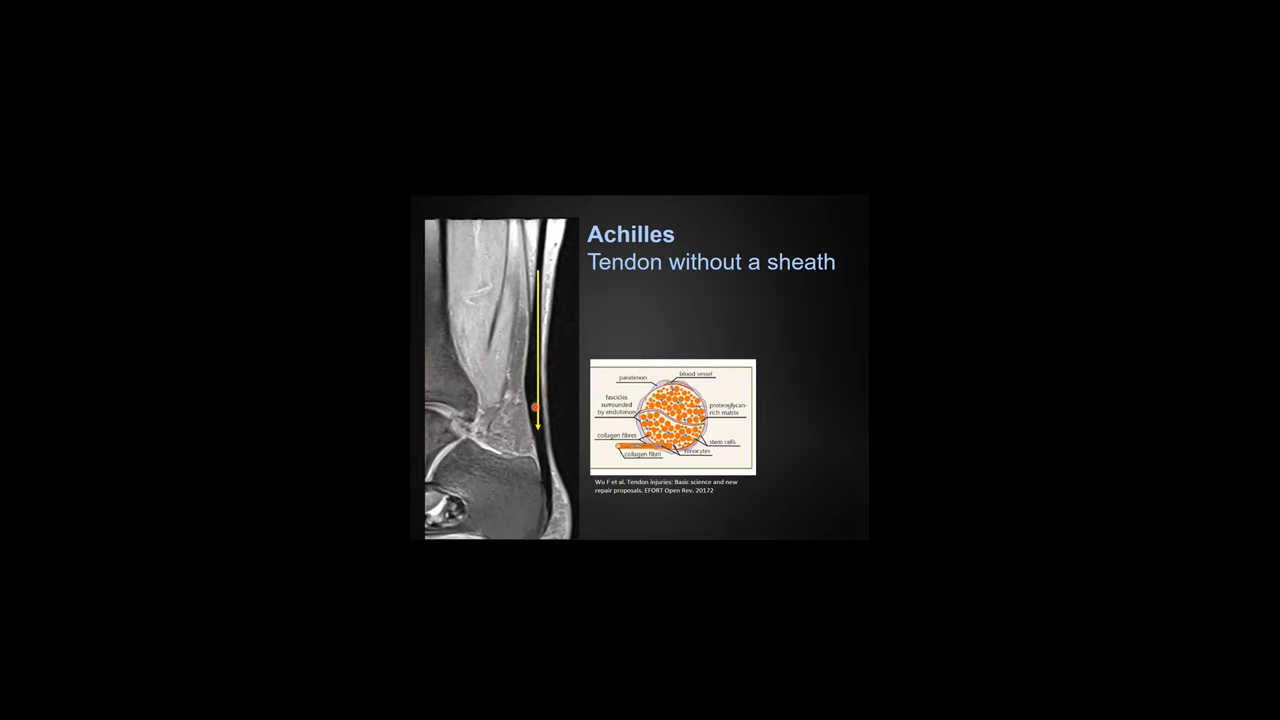 Achilles
Tendon without a sheath
paratenon
blood vessel
fascicles
surrounded
by endotenon
proteoglycan-
rich matrix
collagen fibres
stem cells
collagen fibril
tenocytes
Wu F et al. Tendon injuries: Basic science and new
repair proposals. EFORT Open Rev. 20172